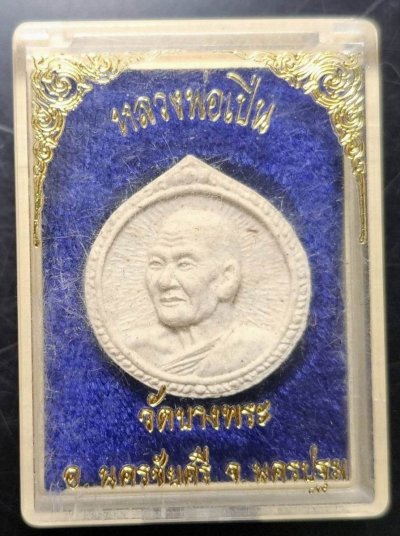 หลวงพ่อเปิ่น
วัดบางพระ
อ. นครชัยศรี จ. นครปฐม